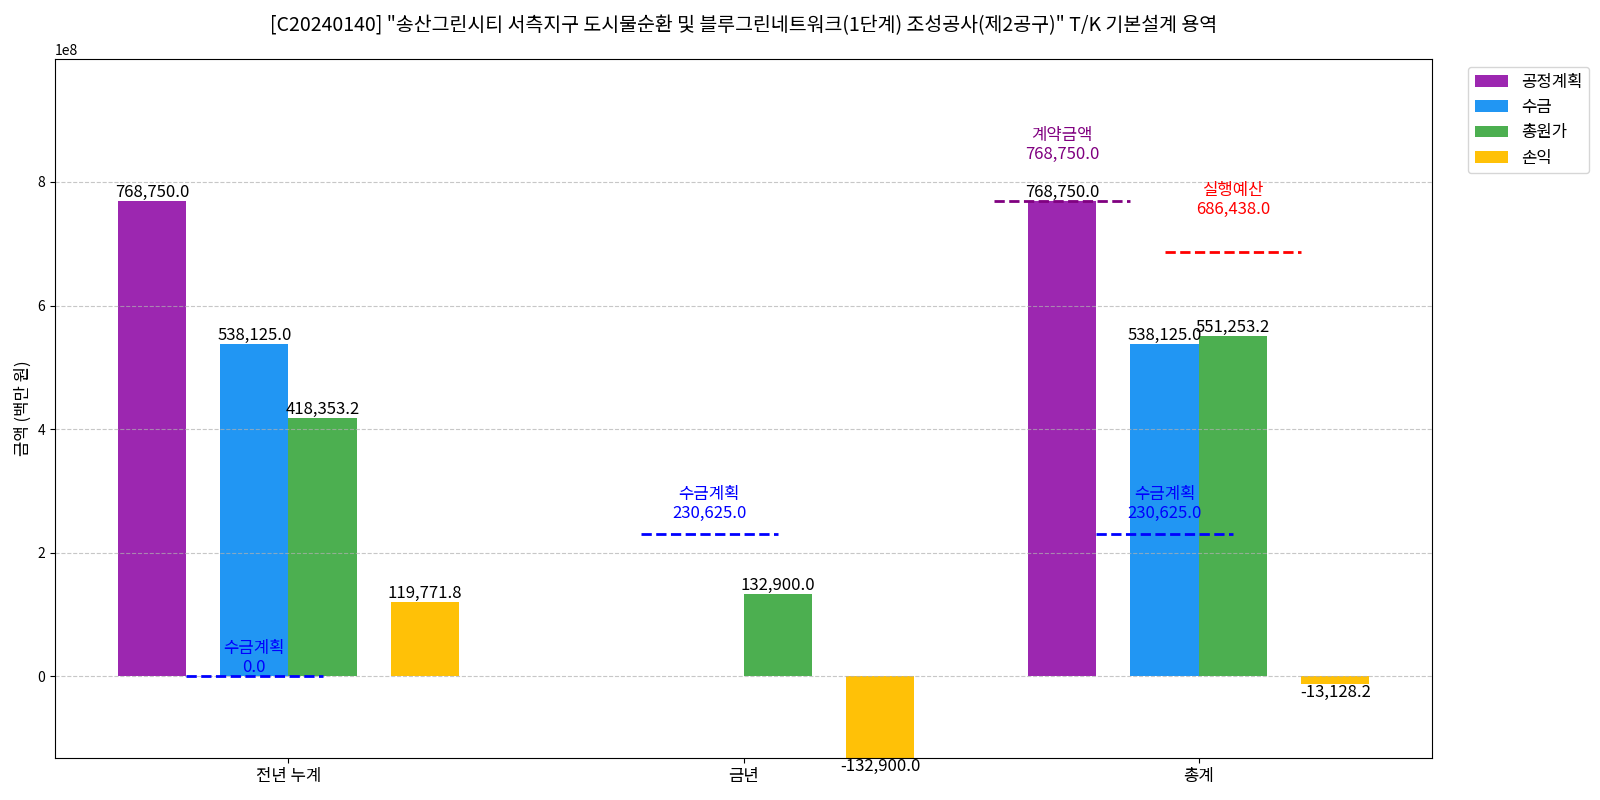 [C20240140] "송산그린시티 서측지구 도시물순환 및 블루그린네트워크(1단계) 조성공사(제2공구)" T/K 기본설계 용역
1e8
공정계획
수금
총원가
손익
계약금액
768,750.0
768,750.0
768,750.0
실행예산
686,438.0
538,125.0
538,125.0
551,253.2
418,353.2
수금계획
230,625.0
수금계획
230,625.0
119,771.8
132,900.0
수금계획
0.0
-13,128.2
-132,900.0
8
6
4
2
0
금액 (백만 원)
전년 누계
금년
총계